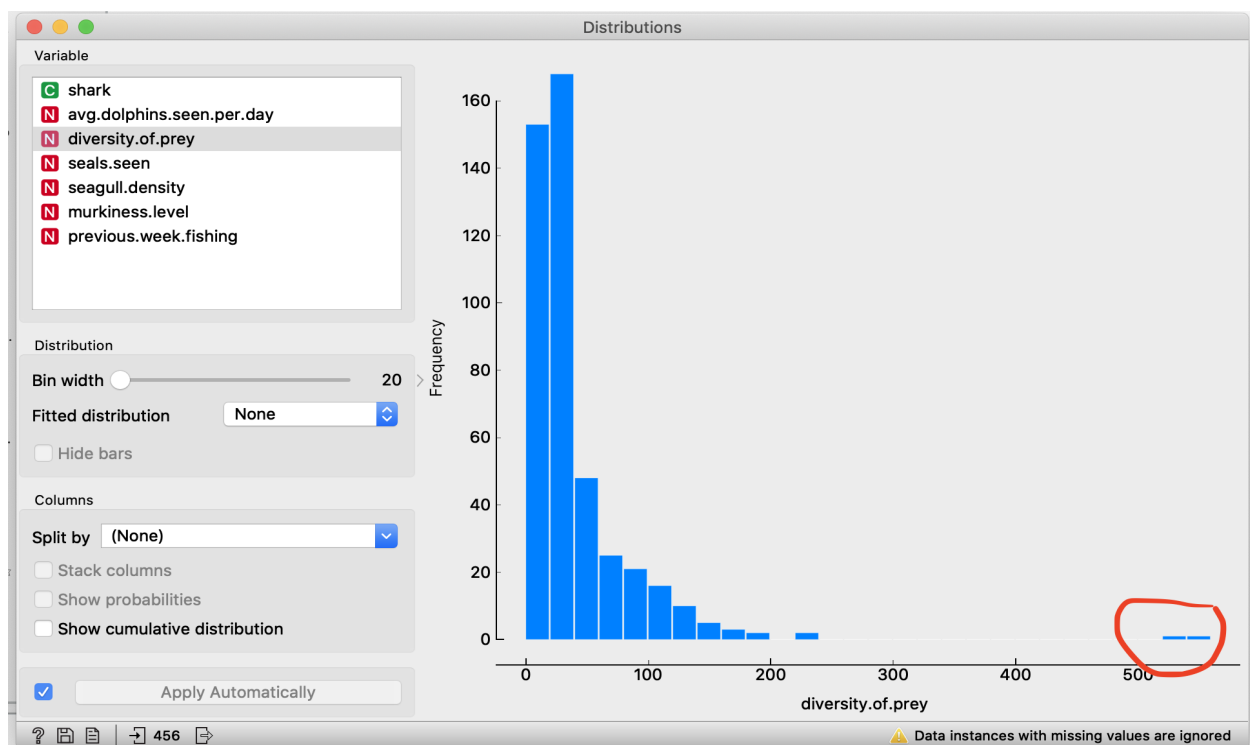 Distributions
Variable
C shark
N avg.dolphins.seen.per.day
N diversity.of.prey
N seals.seen
N seagull.density
N murkiness.level
N previous.week.fishing
Distribution
Bin width 20
Fitted distribution None
Hide bars
Columns
Split by (None)
Stack columns
Show probabilities
Show cumulative distribution
Apply Automatically
? 456
Frequency
160
140
120
100
80
60
40
20
0
0 100 200 300 400 500
diversity.of.prey
Data instances with missing values are ignored